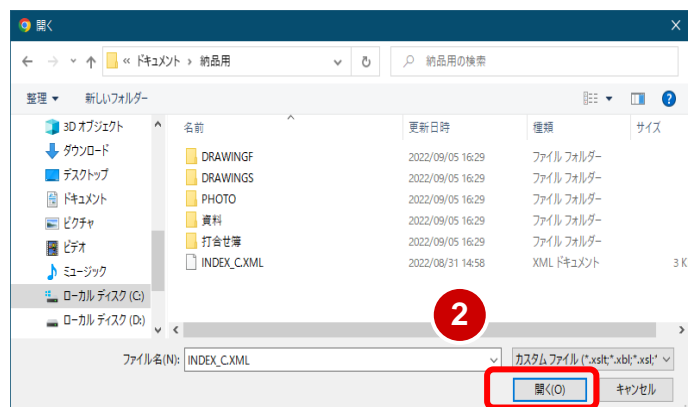 開く
« ドキュメント › 納品用
納品用の検索
整理 新しいフォルダー
3D オブジェクト
ダウンロード
デスクトップ
ドキュメント
ピクチャ
ビデオ
ミュージック
ローカル ディスク (C:)
ローカル ディスク (D:)
名前 更新日時 種類 サイズ
DRAWINGF 2022/09/05 16:29 ファイル フォルダー
DRAWINGS 2022/09/05 16:29 ファイル フォルダー
PHOTO 2022/09/05 16:29 ファイル フォルダー
資料 2022/09/05 16:29 ファイル フォルダー
打合せ簿 2022/09/05 16:29 ファイル フォルダー
INDEX_C.XML 2022/08/31 14:58 XML ドキュメント 3 K
2
ファイル名(N): INDEX_C.XML カスタム ファイル (*.xslt;*.xbl;*.xsl;*
開く(O) キャンセル